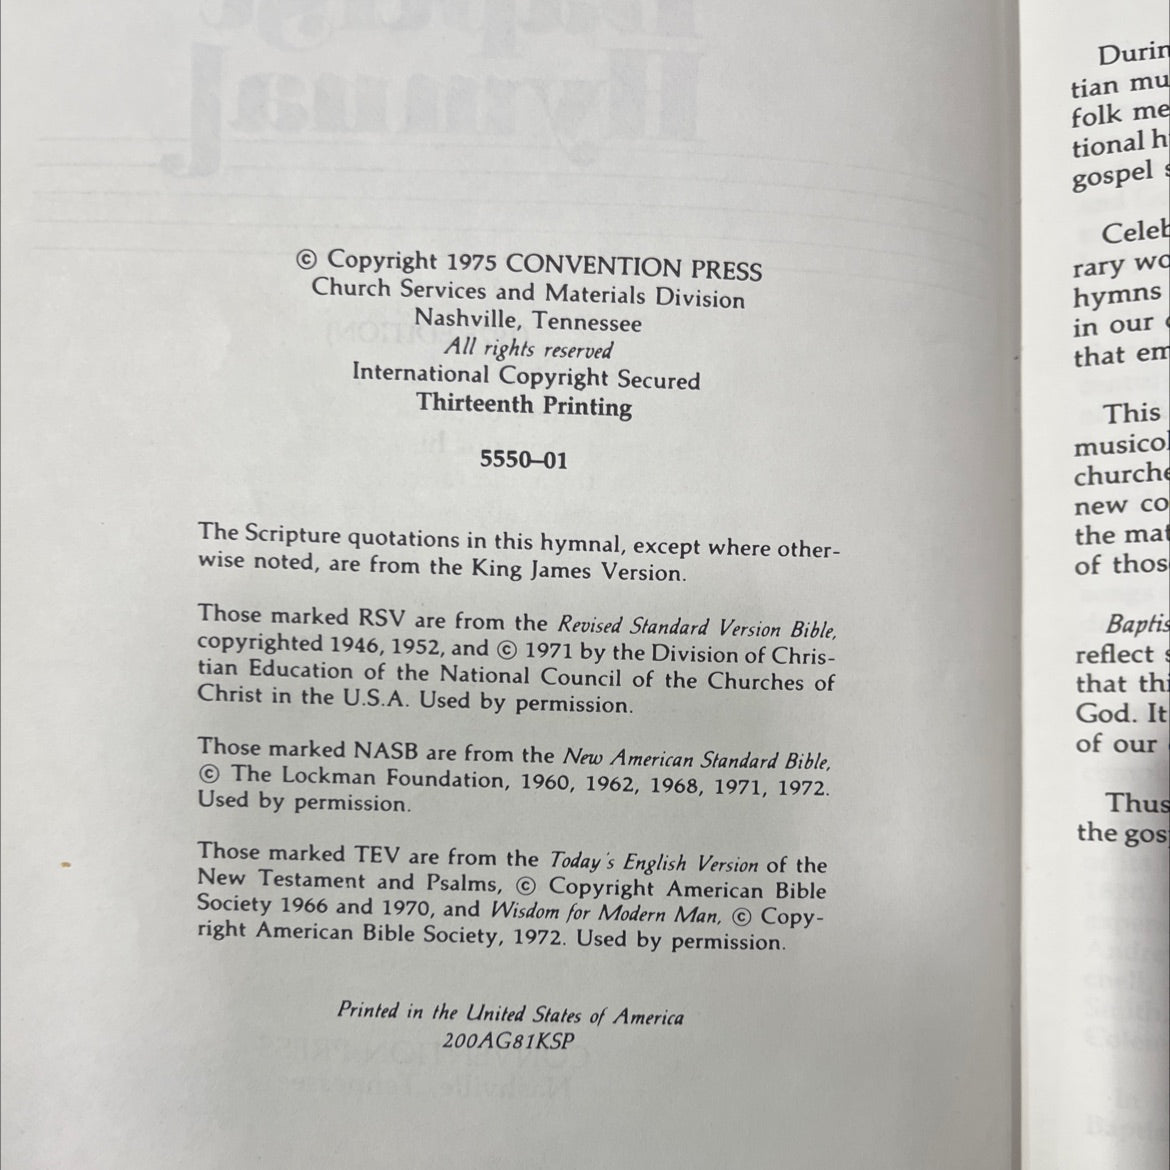 © Copyright 1975 CONVENTION PRESS
Church Services and Materials Division
Nashville, Tennessee
All rights reserved
International Copyright Secured
Thirteenth Printing
5550–01
The Scripture quotations in this hymnal, except where other-
wise noted, are from the King James Version.
Those marked RSV are from the Revised Standard Version Bible,
copyrighted 1946, 1952, and © 1971 by the Division of Chris-
tian Education of the National Council of the Churches of
Christ in the U.S.A. Used by permission.
Those marked NASB are from the New American Standard Bible,
© The Lockman Foundation, 1960, 1962, 1968, 1971, 1972.
Used by permission.
Those marked TEV are from the Today's English Version of the
New Testament and Psalms, © Copyright American Bible
Society 1966 and 1970, and Wisdom for Modern Man, © Copy-
right American Bible Society, 1972. Used by permission.
Printed in the United States of America
200AG81KSP
Durin
tian mu
folk me
tional h
gospel s
Celeb
rary wo
hymns
in our
that em
This
musicol
churche
new co
the mat
of thos
Baptis
reflect s
that thi
God. It
of our
Thus
the gos